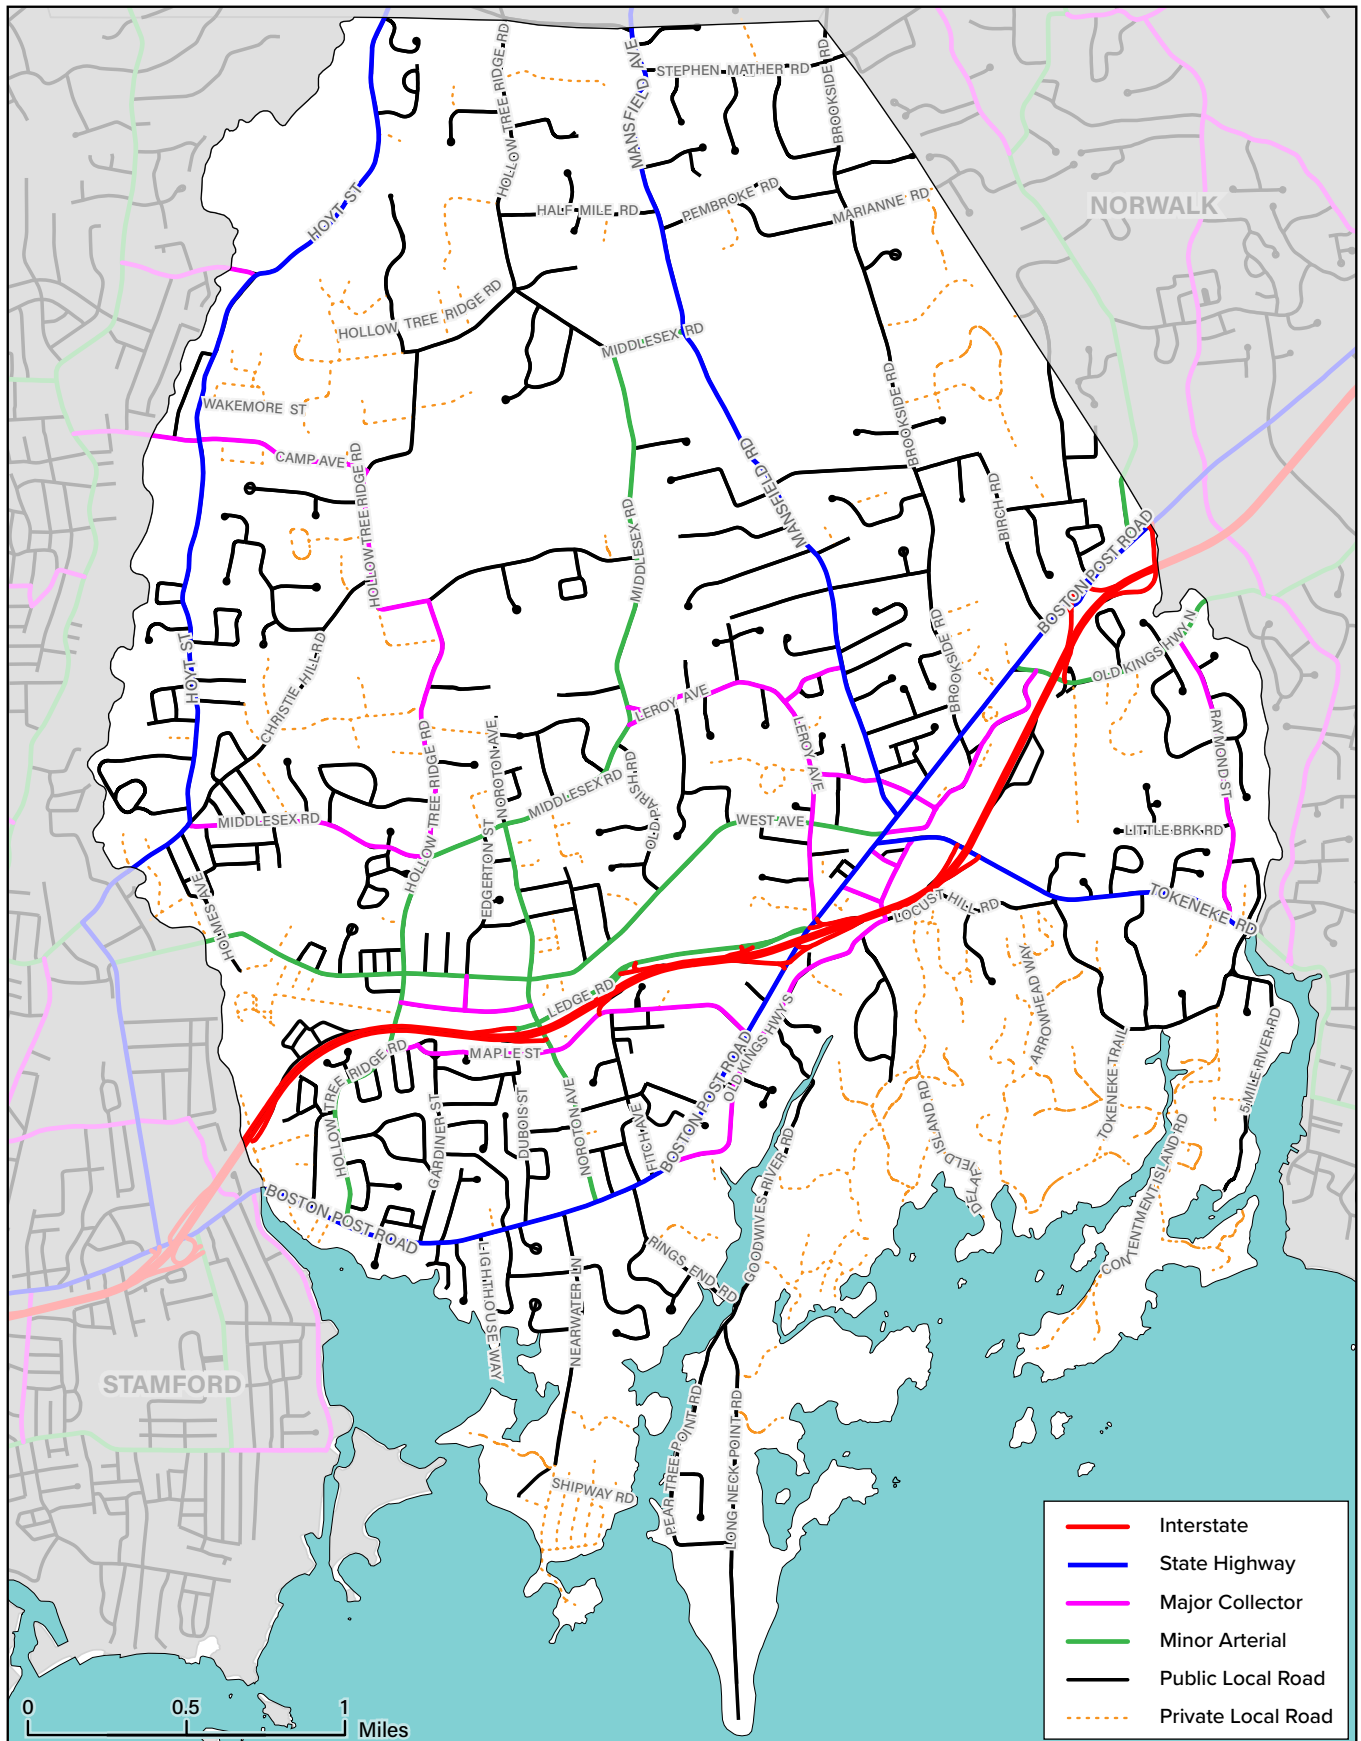 HOLLOW TREE RIDGE RD
MANSFIELD AVE
BROOKSIDE RD
STEPHEN MATHER RD
HOYT ST
HALF MILE RD
PEMBROKE RD
MARIANNE RD
NORWALK
HOLLOW TREE RIDGE RD
MIDDLESEX RD
WAKEMORE ST
BROOKSIDE RD
CAMP AVE
HOLLOW TREE RIDGE RD
MANSFIELD RD
BIRCH RD
MIDDLESEX RD
BOSTON POST ROAD
HOYT ST
CHRISTIE HILL RD
BROOKSIDE RD
OLD KINGS HWY N
LEROY AVE
LEROY AVE
RAYMOND ST
HOLLOW TREE RIDGE RD
NOROTON AVE
MIDDLESEX RD
OLD PARISH RD
MIDDLESEX RD
WEST AVE
LITTLE BRK RD
EDGERTON ST
HOLMES AVE
LOCUST HILL RD
TOKENEKE RD
LEDGE RD
ARROWHEAD WAY
OLD KINGS HWY S
MAPLE ST
HOLLOW TREE RIDGE RD
BOSTON POST ROAD
TOKENEKE TRAIL
5 MILE RIVER RD
GARDINER ST
DUBOIS ST
NOROTON AVE
FITCH AVE
GOODWIVES RIVER RD
DELAFIELD ISLAND RD
CONTENTMENT ISLAND RD
BOSTON POST ROAD
LIGHTHOUSE WAY
NEARWATER LN
RINGS END RD
STAMFORD
PEAR TREE POINT RD
LONG NECK POINT RD
SHIPWAY RD
Interstate
State Highway
Major Collector
Minor Arterial
Public Local Road
Private Local Road
0 0.5 1
Miles